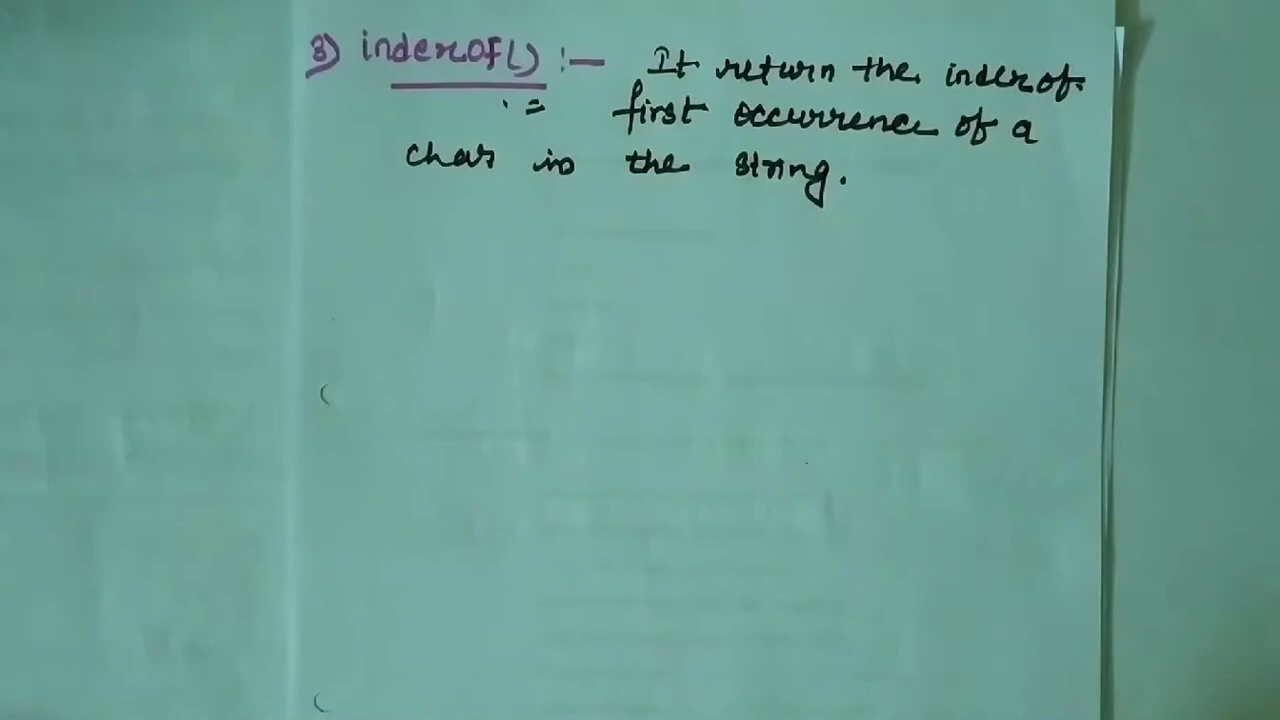 8) indexOf() :- It return the index of
:= first occurrence of a
char in the string.